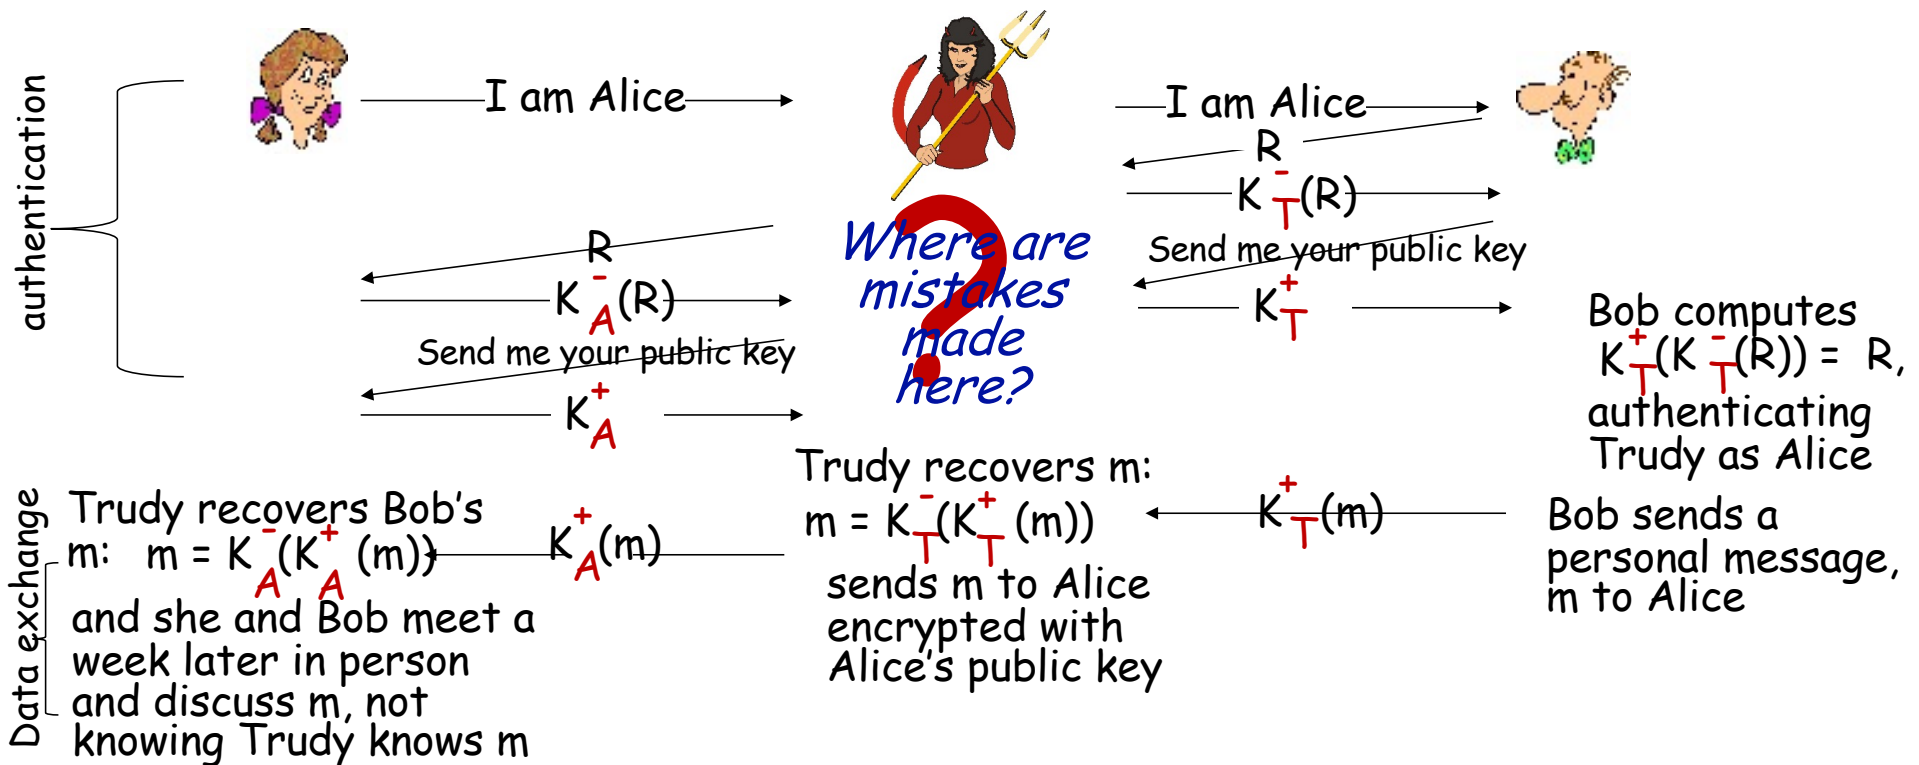 authentication
I am Alice
I am Alice
R
K⁻T(R)
R
K⁻A(R)
Send me your public key
K⁺A
Send me your public key
K⁺T
Where are
mistakes
made
here?
?
Bob computes
K⁺T(K⁻T(R)) = R,
authenticating
Trudy as Alice
Data exchange
Trudy recovers Bob's
m: m = K⁻A(K⁺A (m))
and she and Bob meet a
week later in person
and discuss m, not
knowing Trudy knows m
K⁺A(m)
Trudy recovers m:
m = K⁻T(K⁺T (m))
sends m to Alice
encrypted with
Alice's public key
K⁺T(m)
Bob sends a
personal message,
m to Alice